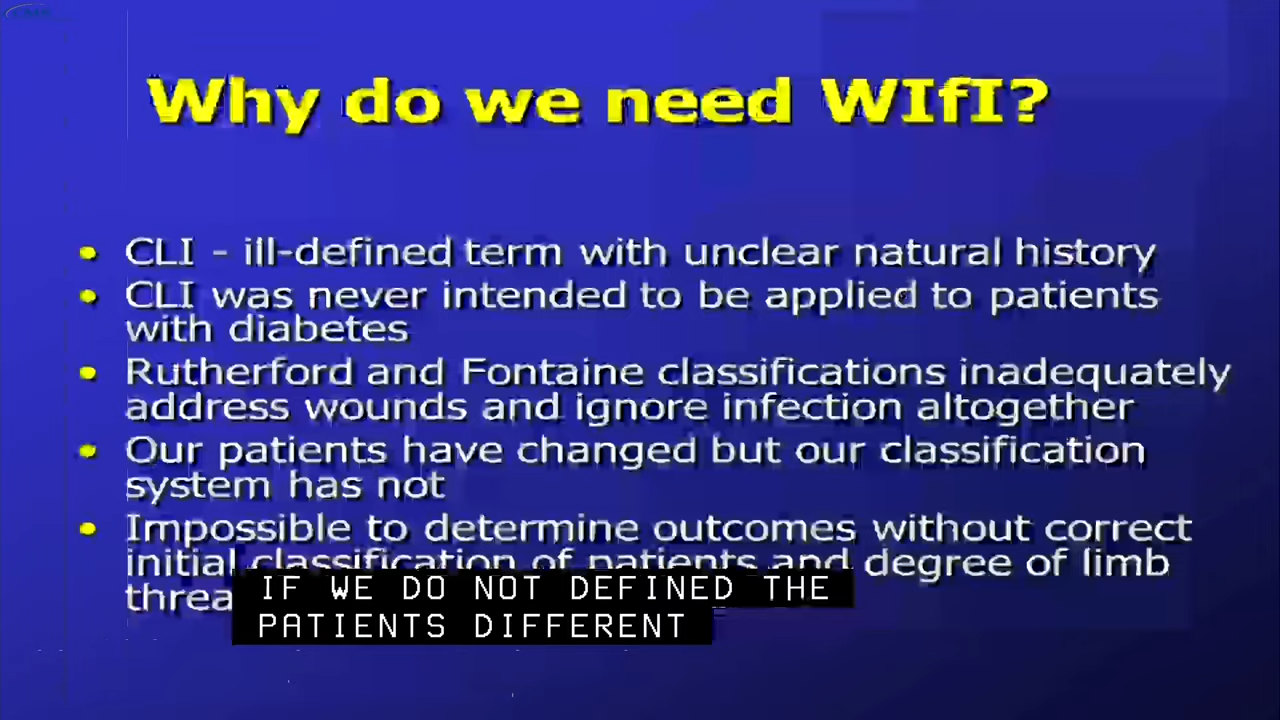 Why do we need WIfI?
• CLI - ill-defined term with unclear natural history
• CLI was never intended to be applied to patients
with diabetes
• Rutherford and Fontaine classifications inadequately
address wounds and ignore infection altogether
• Our patients have changed but our classification
system has not
• Impossible to determine outcomes without correct
initial classification of patients and degree of limb
IF WE DO NOT DEFINED THE
PATIENTS DIFFERENT